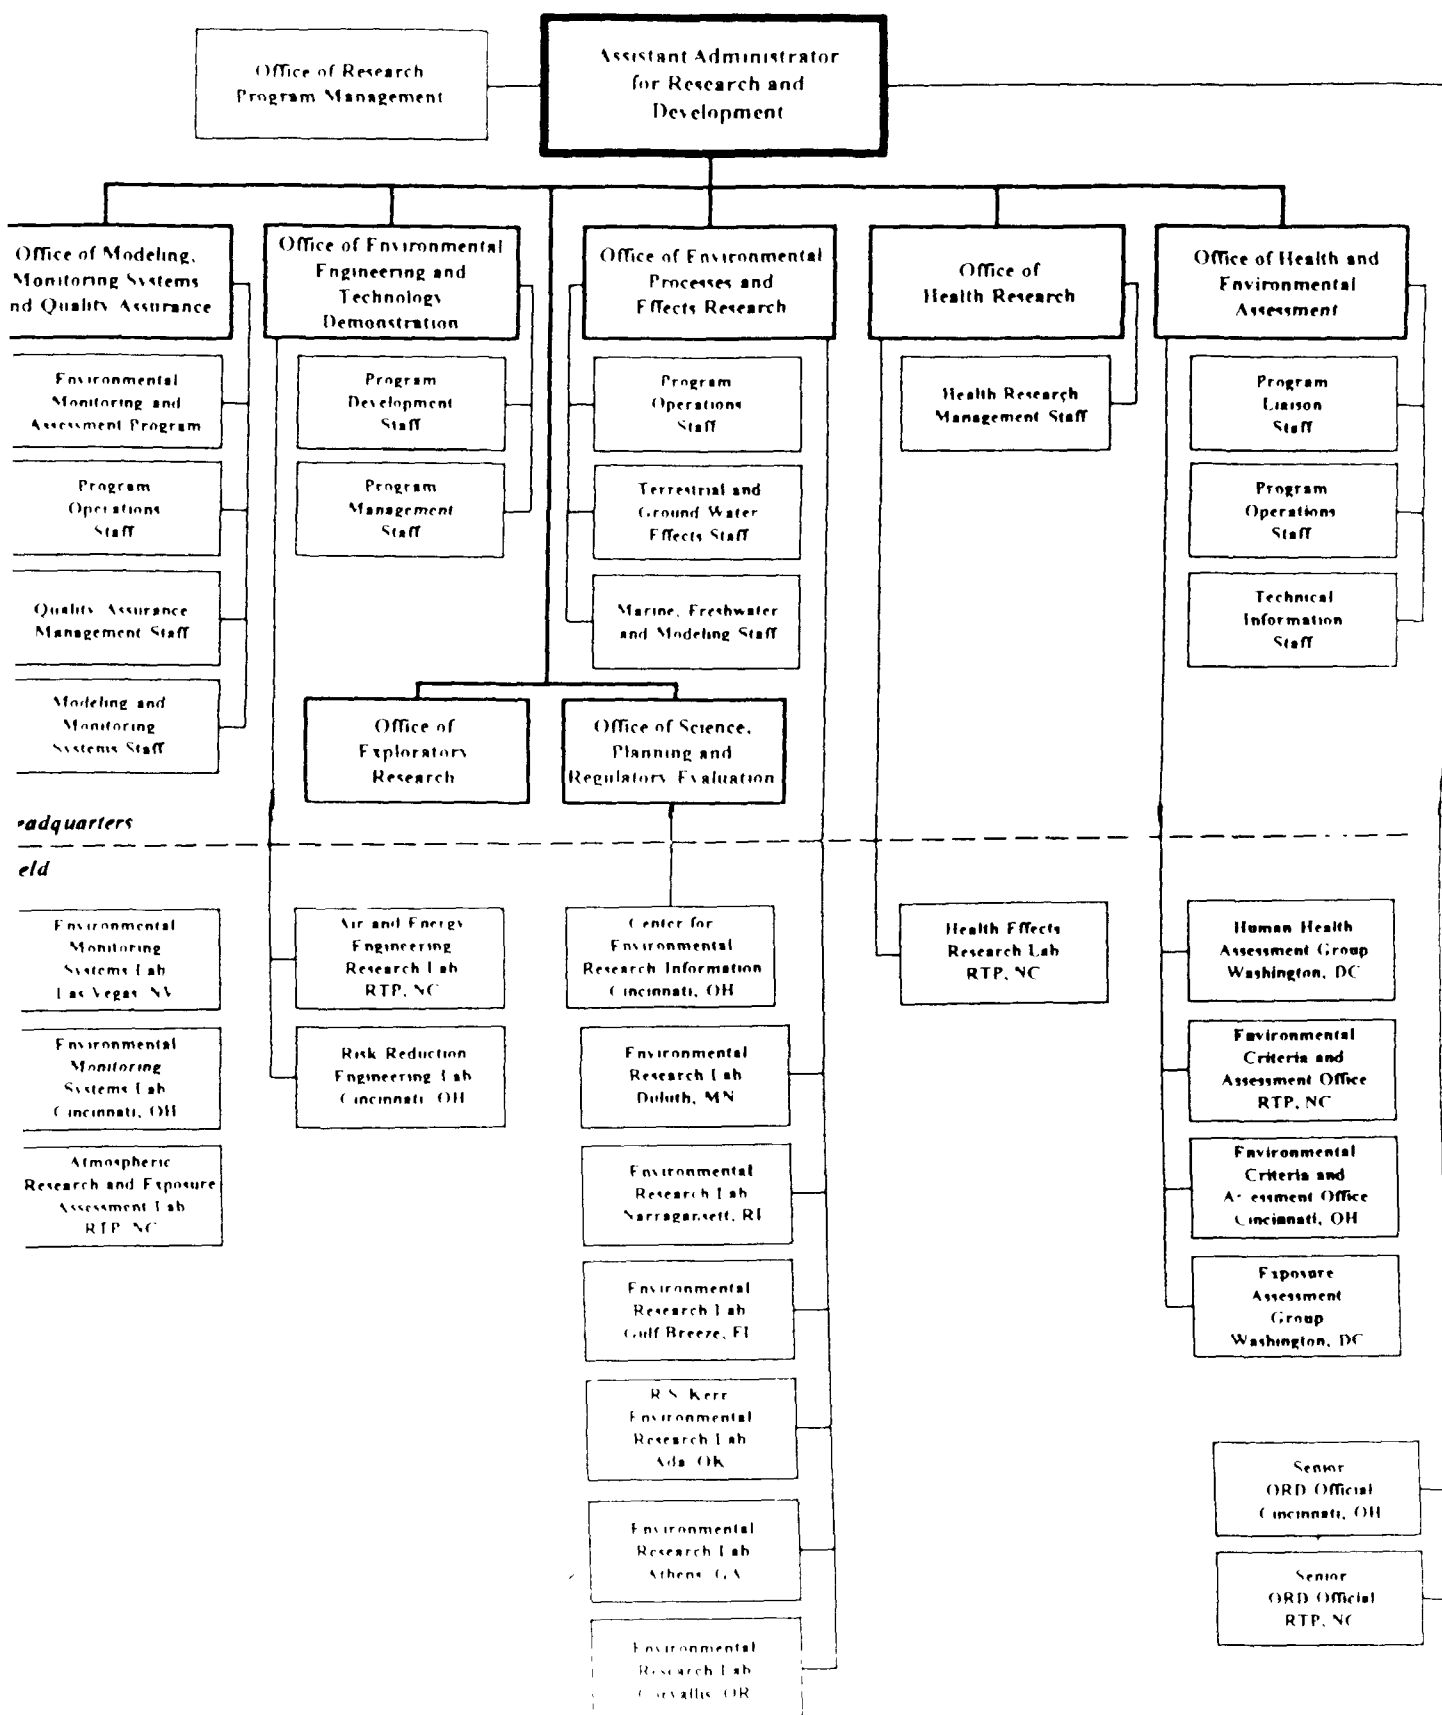 Office of Research
Program Management
Assistant Administrator
for Research and
Development
Office of Modeling,
Monitoring Systems
nd Quality Assurance
Office of Environmental
Engineering and
Technology
Demonstration
Office of Environmental
Processes and
Effects Research
Office of
Health Research
Office of Health and
Environmental
Assessment
Environmental
Monitoring and
Assessment Program
Program
Operations
Staff
Quality Assurance
Management Staff
Modeling and
Monitoring
Systems Staff
Program
Development
Staff
Program
Management
Staff
Program
Operations
Staff
Terrestrial and
Ground Water
Effects Staff
Marine, Freshwater
and Modeling Staff
Health Research
Management Staff
Program
Liaison
Staff
Program
Operations
Staff
Technical
Information
Staff
Office of
Exploratory
Research
Office of Science,
Planning and
Regulatory Evaluation
eadquarters
eld
Environmental
Monitoring
Systems Lab
Las Vegas, NV
Environmental
Monitoring
Systems Lab
Cincinnati, OH
Atmospheric
Research and Exposure
Assessment Lab
RTP, NC
Air and Energy
Engineering
Research Lab
RTP, NC
Risk Reduction
Engineering Lab
Cincinnati, OH
Center for
Environmental
Research Information
Cincinnati, OH
Environmental
Research Lab
Duluth, MN
Environmental
Research Lab
Narragansett, RI
Environmental
Research Lab
Gulf Breeze, FL
R.S. Kerr
Environmental
Research Lab
Ada, OK
Environmental
Research Lab
Athens, GA
Environmental
Research Lab
Corvallis, OR
Health Effects
Research Lab
RTP, NC
Human Health
Assessment Group
Washington, DC
Environmental
Criteria and
Assessment Office
RTP, NC
Environmental
Criteria and
Assessment Office
Cincinnati, OH
Exposure
Assessment
Group
Washington, DC
Senior
ORD Official
Cincinnati, OH
Senior
ORD Official
RTP, NC